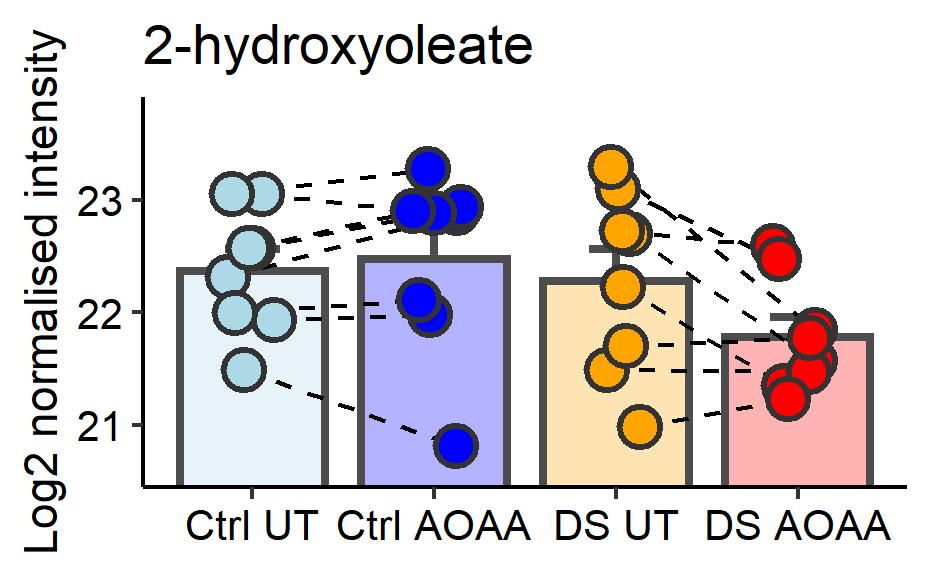 2-hydroxyoleate
Log2 normalised intensity
23
22
21
Ctrl UT
Ctrl AOAA
DS UT
DS AOAA